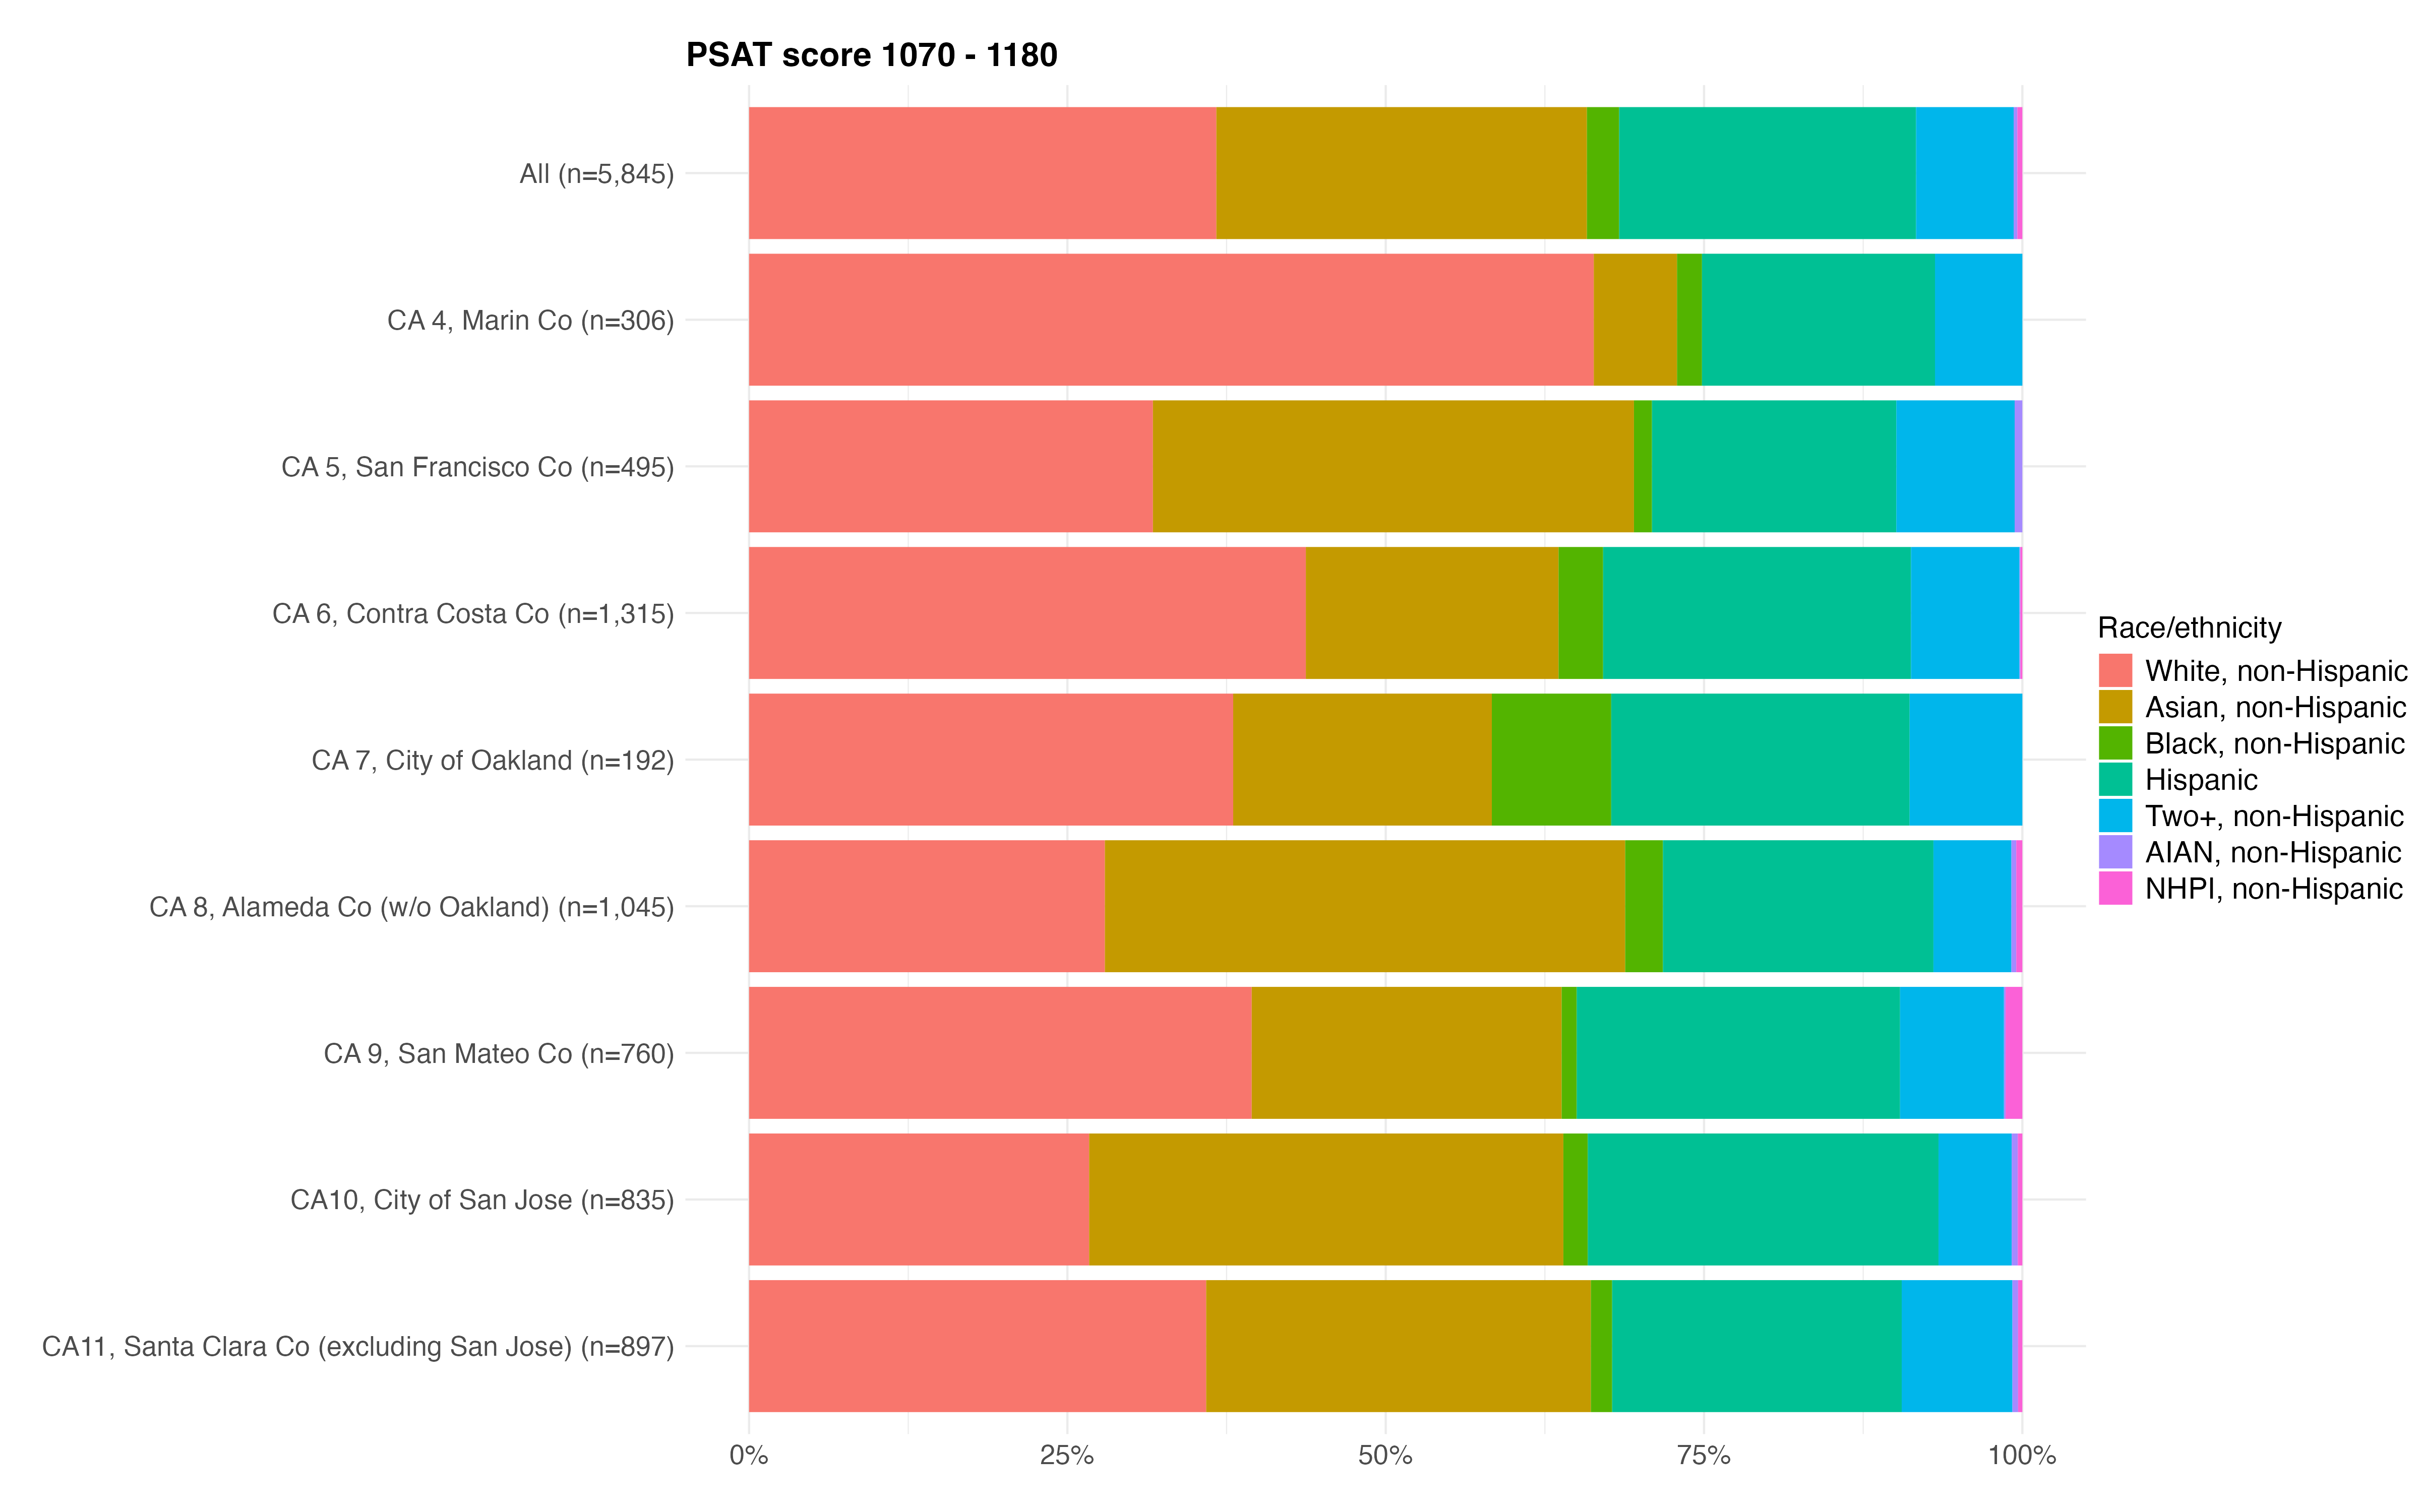 PSAT score 1070 - 1180
All (n=5,845)
CA 4, Marin Co (n=306)
CA 5, San Francisco Co (n=495)
CA 6, Contra Costa Co (n=1,315)
CA 7, City of Oakland (n=192)
CA 8, Alameda Co (w/o Oakland) (n=1,045)
CA 9, San Mateo Co (n=760)
CA10, City of San Jose (n=835)
CA11, Santa Clara Co (excluding San Jose) (n=897)
0% 25% 50% 75% 100%
Race/ethnicity
White, non-Hispanic
Asian, non-Hispanic
Black, non-Hispanic
Hispanic
Two+, non-Hispanic
AIAN, non-Hispanic
NHPI, non-Hispanic